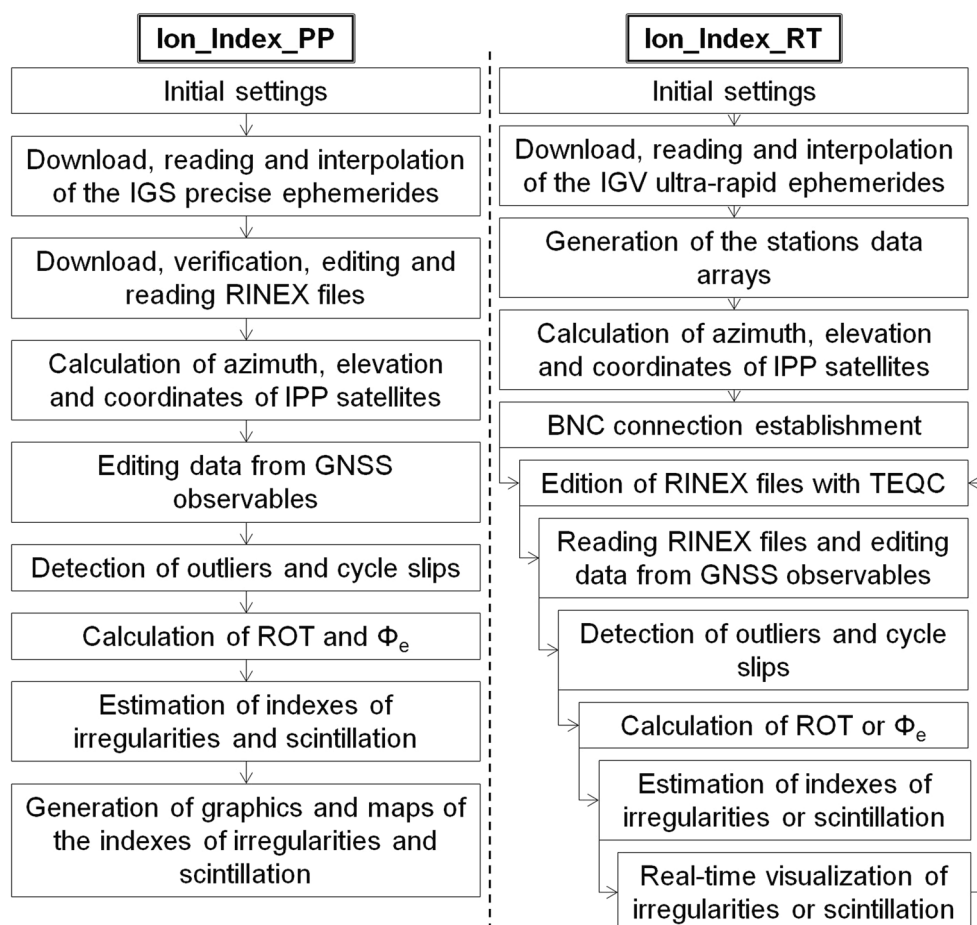 Ion_Index_PP
Initial settings
Download, reading and interpolation
of the IGS precise ephemerides
Download, verification, editing and
reading RINEX files
Calculation of azimuth, elevation
and coordinates of IPP satellites
Editing data from GNSS
observables
Detection of outliers and cycle slips
Calculation of ROT and Φe
Estimation of indexes of
irregularities and scintillation
Generation of graphics and maps of
the indexes of irregularities and
scintillation
Ion_Index_RT
Initial settings
Download, reading and interpolation
of the IGV ultra-rapid ephemerides
Generation of the stations data
arrays
Calculation of azimuth, elevation
and coordinates of IPP satellites
BNC connection establishment
Edition of RINEX files with TEQC
Reading RINEX files and editing
data from GNSS observables
Detection of outliers and cycle
slips
Calculation of ROT or Φe
Estimation of indexes of
irregularities or scintillation
Real-time visualization of
irregularities or scintillation